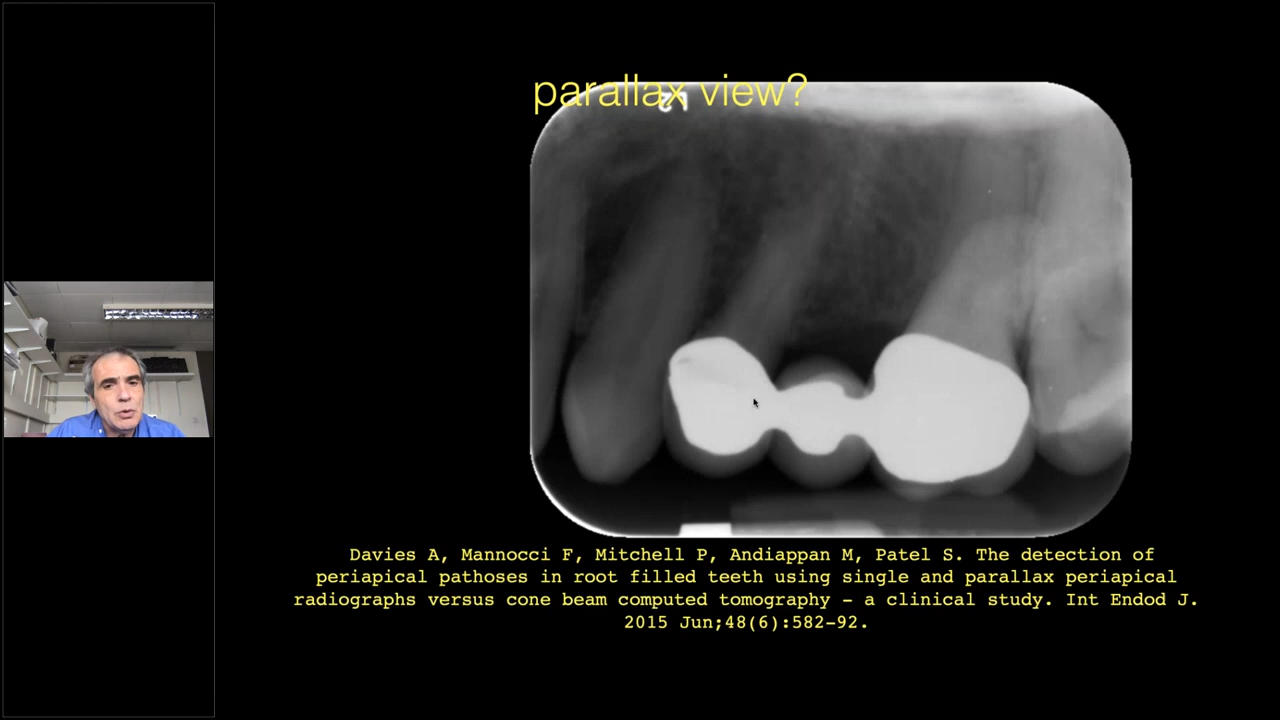 parallax view?
Davies A, Mannocci F, Mitchell P, Andiappan M, Patel S. The detection of
periapical pathoses in root filled teeth using single and parallax periapical
radiographs versus cone beam computed tomography – a clinical study. Int Endod J.
2015 Jun;48(6):582–92.